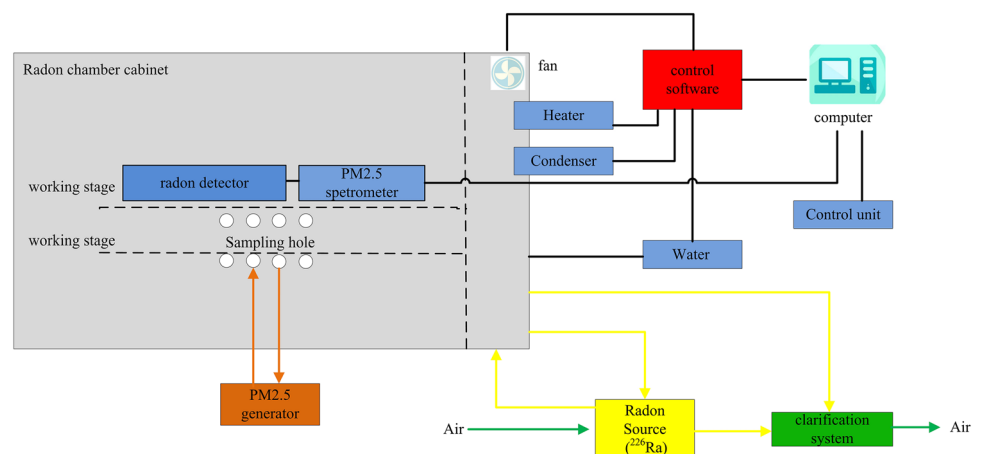 Radon chamber cabinet
fan
control
software
computer
Heater
Condenser
working stage
radon detector
PM2.5
spetrometer
Control unit
working stage
Sampling hole
Water
PM2.5
generator
Air
Radon
Source
(²²⁶Ra)
clarification
system
Air